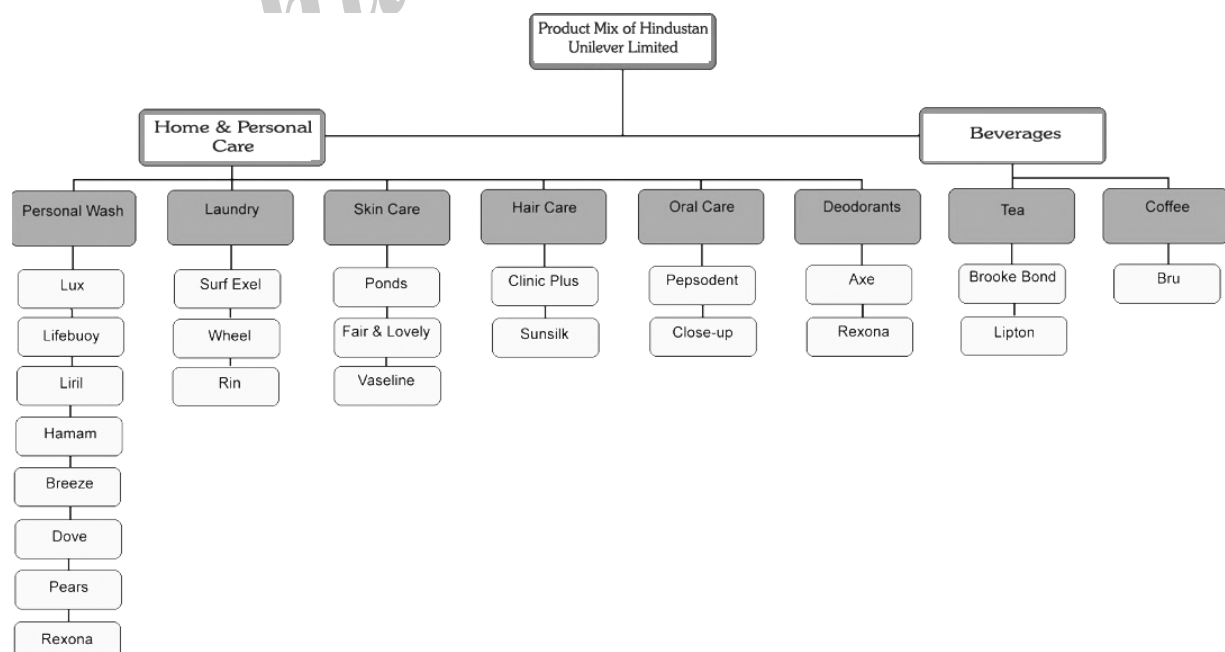 Product Mix of Hindustan
Unilever Limited
Home & Personal
Care
Beverages
Personal Wash
Laundry
Skin Care
Hair Care
Oral Care
Deodorants
Tea
Coffee
Lux
Surf Exel
Ponds
Clinic Plus
Pepsodent
Axe
Brooke Bond
Bru
Lifebuoy
Wheel
Fair & Lovely
Sunsilk
Close-up
Rexona
Lipton
Liril
Rin
Vaseline
Hamam
Breeze
Dove
Pears
Rexona